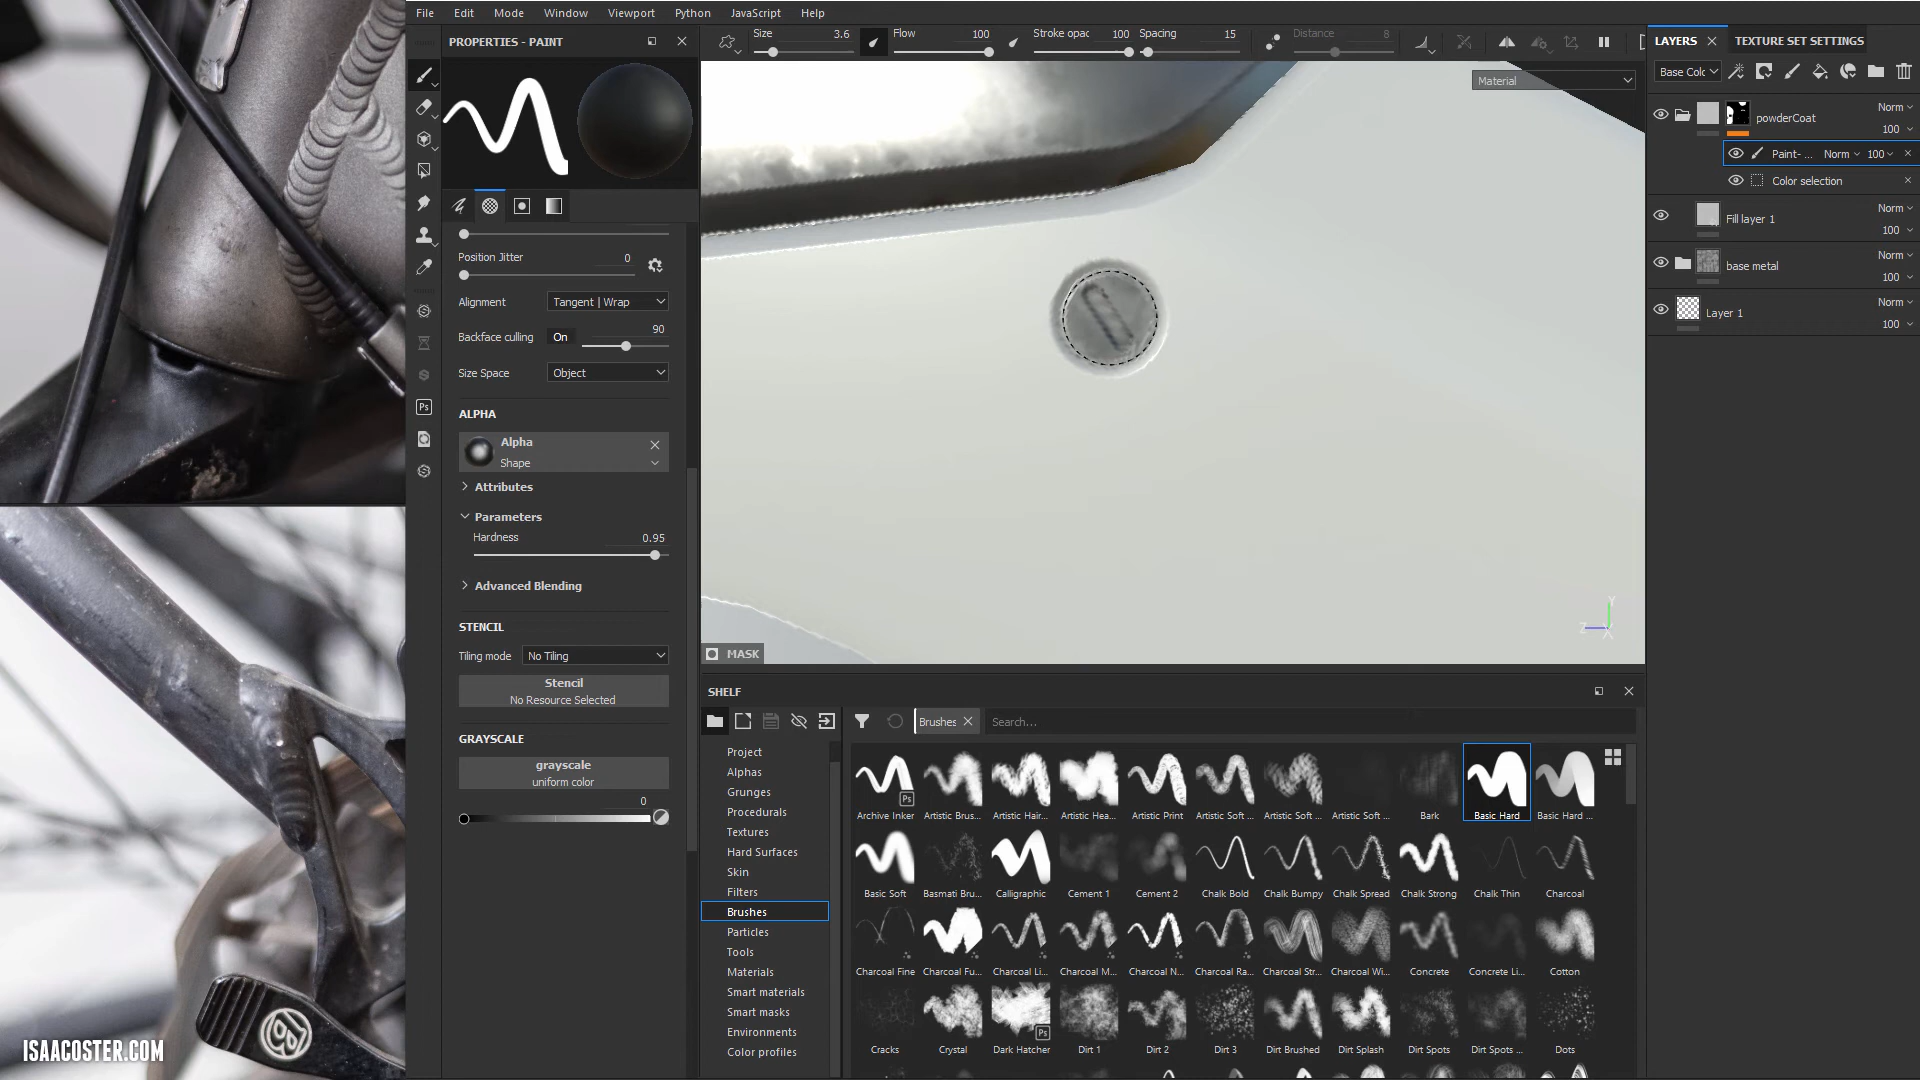 File Edit Mode Window Viewport Python JavaScript Help
PROPERTIES - PAINT
Size 3.6 Flow 100 Stroke opac 100 Spacing 15 Distance 8
LAYERS TEXTURE SET SETTINGS
Base Colc
Material
powderCoat Norm 100
Paint- ... Norm 100
Color selection
Fill layer 1 Norm 100
base metal Norm 100
Layer 1 Norm 100
Position Jitter 0
Alignment Tangent | Wrap
Backface culling On 90
Size Space Object
ALPHA
Alpha
Shape
Attributes
Parameters
Hardness 0.95
Advanced Blending
STENCIL
Tiling mode No Tiling
Stencil
No Resource Selected
GRAYSCALE
grayscale
uniform color
0
Ps
Y
Z X
MASK
SHELF
Brushes Search...
Project
Alphas
Grunges
Procedurals
Textures
Hard Surfaces
Skin
Filters
Brushes
Particles
Tools
Materials
Smart materials
Smart masks
Environments
Color profiles
Ps
Archive Inker Artistic Brus... Artistic Hair... Artistic Hea... Artistic Print Artistic Soft ... Artistic Soft ... Artistic Soft ... Bark Basic Hard Basic Hard ...
Basic Soft Basmati Bru... Calligraphic Cement 1 Cement 2 Chalk Bold Chalk Bumpy Chalk Spread Chalk Strong Chalk Thin Charcoal
Charcoal Fine Charcoal Fu... Charcoal Li... Charcoal M... Charcoal N... Charcoal Ra... Charcoal Str... Charcoal Wi... Concrete Concrete Li... Cotton
Ps
Cracks Crystal Dark Hatcher Dirt 1 Dirt 2 Dirt 3 Dirt Brushed Dirt Splash Dirt Spots Dirt Spots ... Dots
ISAACOSTER.COM